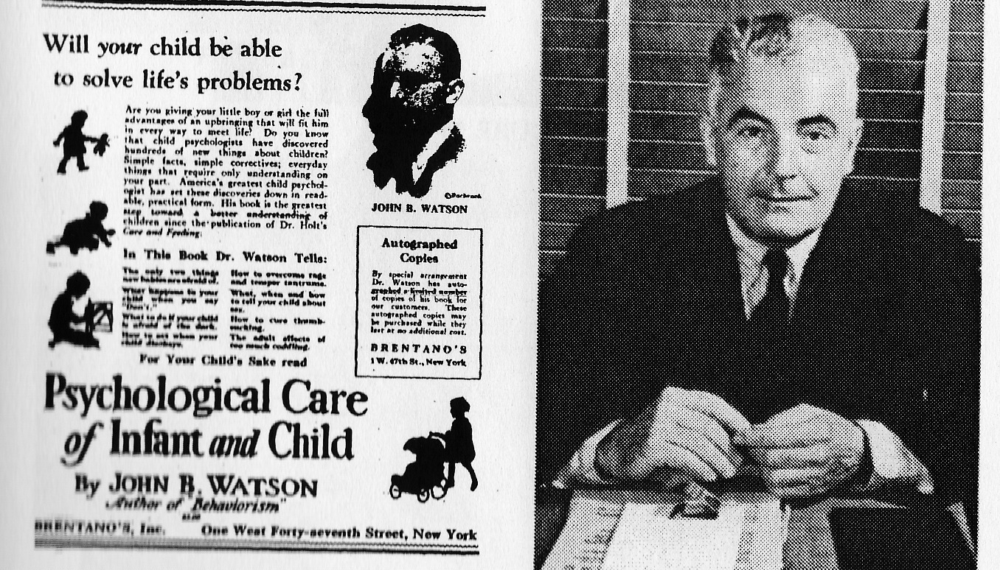 Will your child be able
to solve life's problems?
Are you giving your little boy or girl the full
advantages of an upbringing that will fit him
in every way to meet life? Do you know
that child psychologists have discovered
hundreds of new things about children?
Simple facts, simple correctives; everyday
things that require only understanding on
your part. America's greatest child psychol-
ogist has set these discoveries down in read-
able, practical form. His book is the greatest
step toward a better understanding of
children since the publication of Dr. Holt's
Care and Feeding.
In This Book Dr. Watson Tells:
The only two things
new babies are afraid of.
What happens to your
child when you say
"Don't."
What to do if your child
is afraid of the dark.
How to act when your
child
How to overcome rage
and temper tantrums.
What, when and how
to tell your child about
sex.
How to cure thumb-
sucking.
The adult effects of
too much coddling.
For Your Child's Sake read
JOHN B. WATSON
Autographed
Copies
By special arrangement
Dr. Watson has auto-
graphed a limited number
of copies of his book for
our customers. These
autographed copies may
be purchased while they
last at no additional cost.
BRENTANO'S
1 W. 47th St., New York
Psychological Care
of Infant and Child
By JOHN B. WATSON
Author of "Behaviorism"
BRENTANO'S, Inc. One West Forty-seventh Street, New York